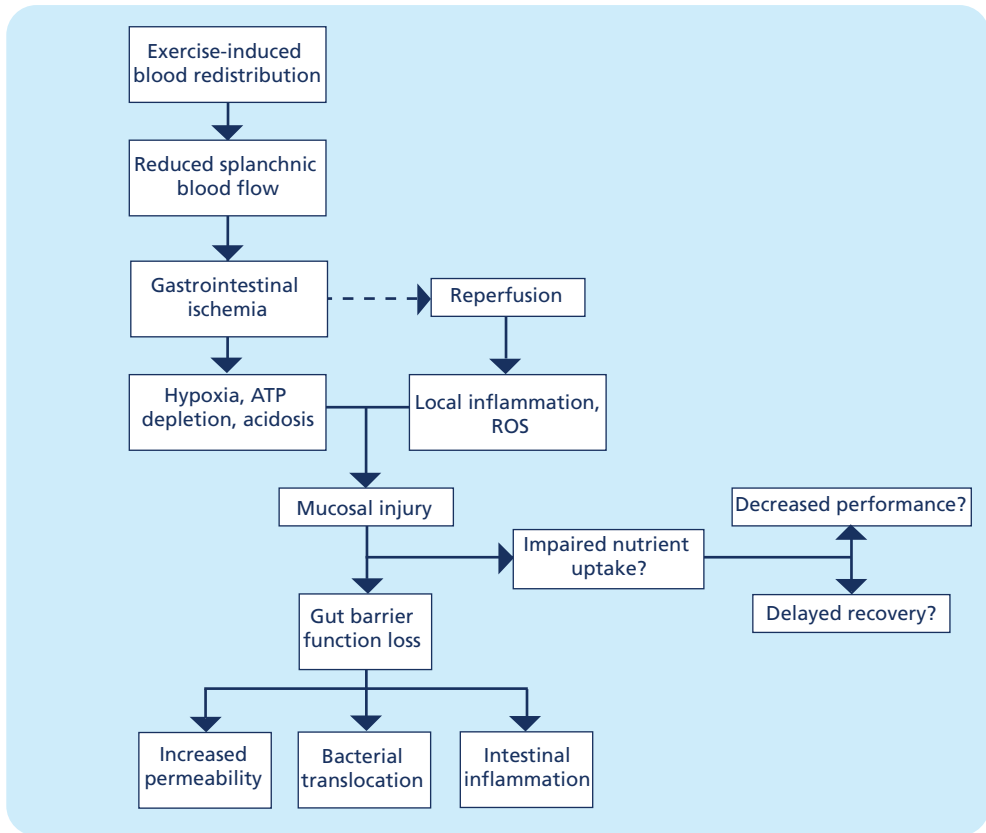 Exercise-induced
blood redistribution
Reduced splanchnic
blood flow
Gastrointestinal
ischemia
Reperfusion
Hypoxia, ATP
depletion, acidosis
Local inflammation,
ROS
Mucosal injury
Decreased performance?
Impaired nutrient
uptake?
Delayed recovery?
Gut barrier
function loss
Increased
permeability
Bacterial
translocation
Intestinal
inflammation